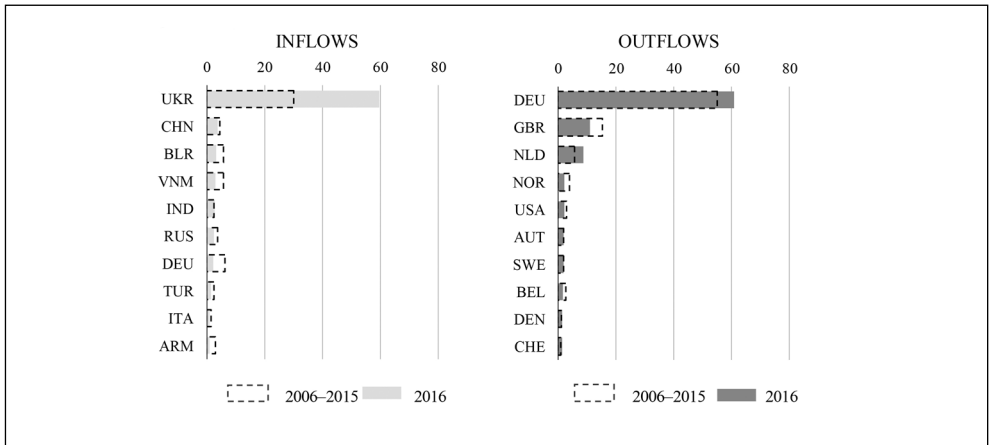 INFLOWS
0 20 40 60 80
UKR
CHN
BLR
VNM
IND
RUS
DEU
TUR
ITA
ARM
2006–2015 2016
OUTFLOWS
0 20 40 60 80
DEU
GBR
NLD
NOR
USA
AUT
SWE
BEL
DEN
CHE
2006–2015 2016